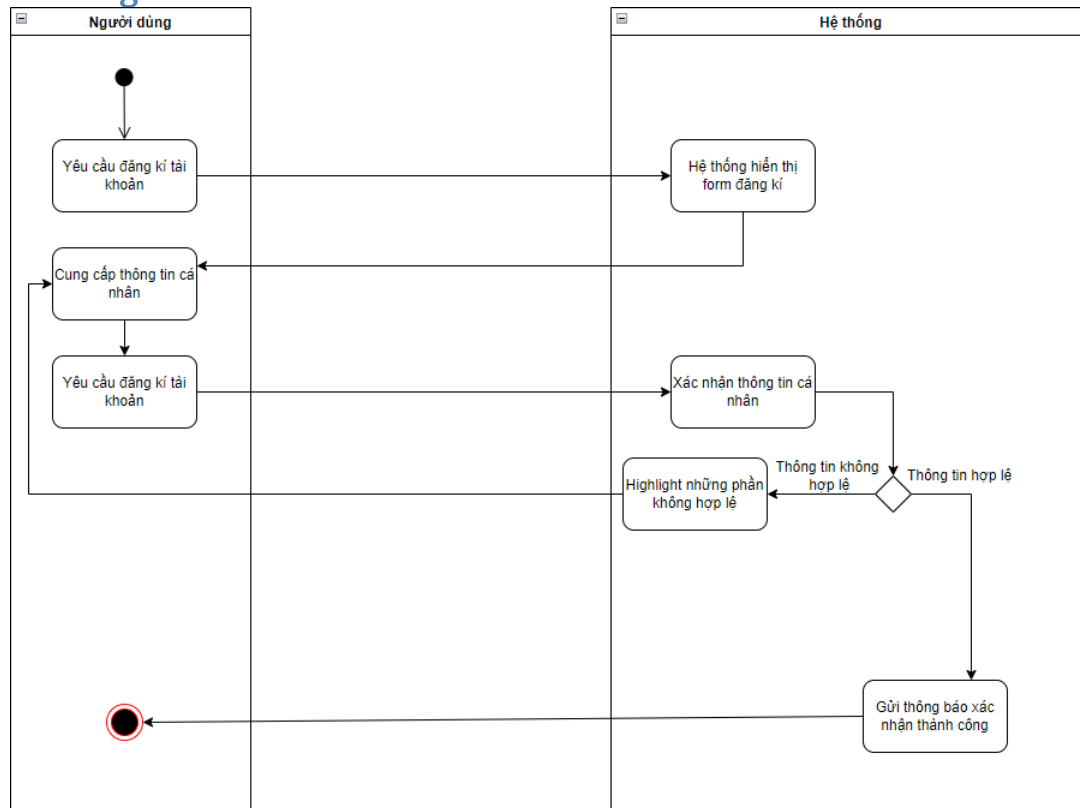 Người dùng
Hệ thống
Yêu cầu đăng kí tài
khoản
Hệ thống hiển thị
form đăng kí
Cung cấp thông tin cá
nhân
Yêu cầu đăng kí tài
khoản
Xác nhận thông tin cá
nhân
Thông tin không
hợp lệ
Thông tin hợp lệ
Highlight những phần
không hợp lệ
Gửi thông báo xác
nhận thành công